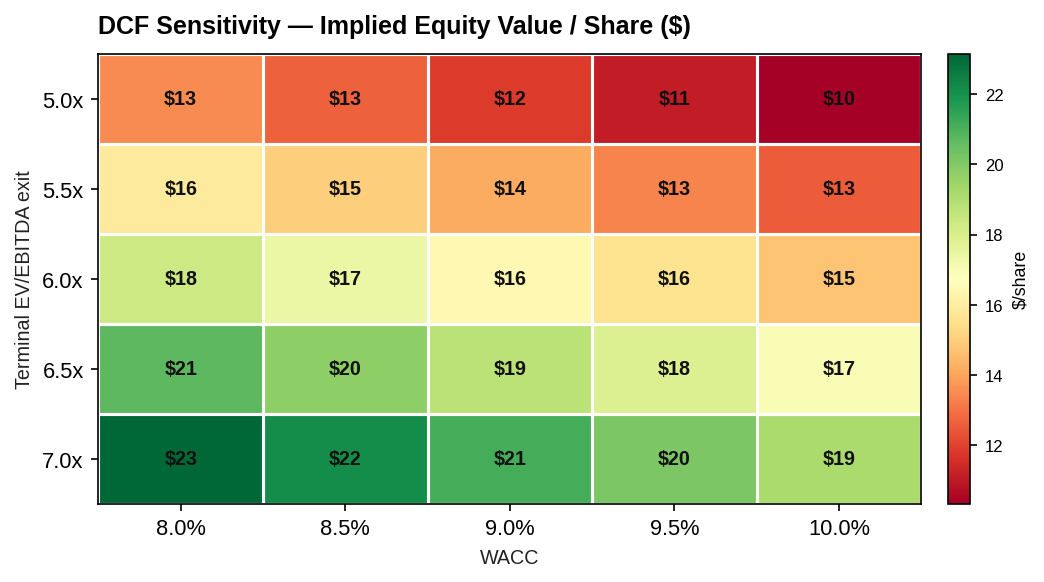 DCF Sensitivity — Implied Equity Value / Share ($)
Terminal EV/EBITDA exit
5.0x $13 $13 $12 $11 $10
5.5x $16 $15 $14 $13 $13
6.0x $18 $17 $16 $16 $15
6.5x $21 $20 $19 $18 $17
7.0x $23 $22 $21 $20 $19
8.0% 8.5% 9.0% 9.5% 10.0%
WACC
22
20
18
16
14
12
$/share